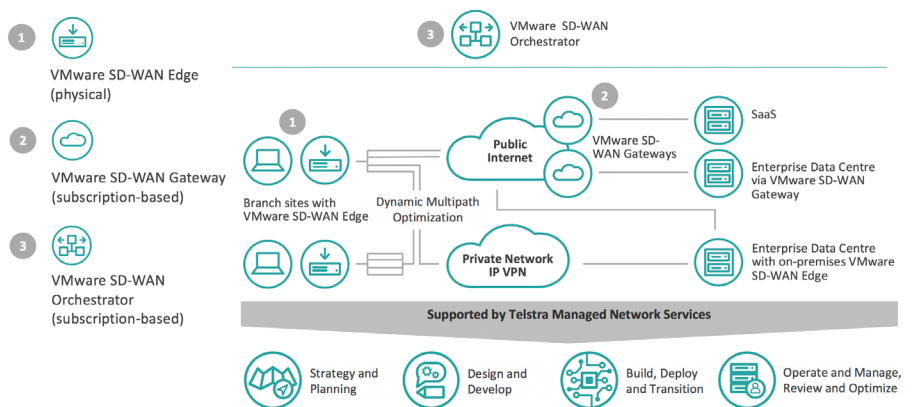 1
VMware SD-WAN Edge
(physical)
2
VMware SD-WAN Gateway
(subscription-based)
3
VMware SD-WAN
Orchestrator
(subscription-based)
3
VMware SD-WAN
Orchestrator
1
Branch sites with
VMware SD-WAN Edge
Dynamic Multipath
Optimization
Public
Internet
2
VMware SD-
WAN Gateways
Private Network
IP VPN
SaaS
Enterprise Data Centre
via VMware SD-WAN
Gateway
Enterprise Data Centre
with on-premises VMware
SD-WAN Edge
Supported by Telstra Managed Network Services
Strategy and
Planning
Design and
Develop
Build, Deploy
and Transition
Operate and Manage,
Review and Optimize